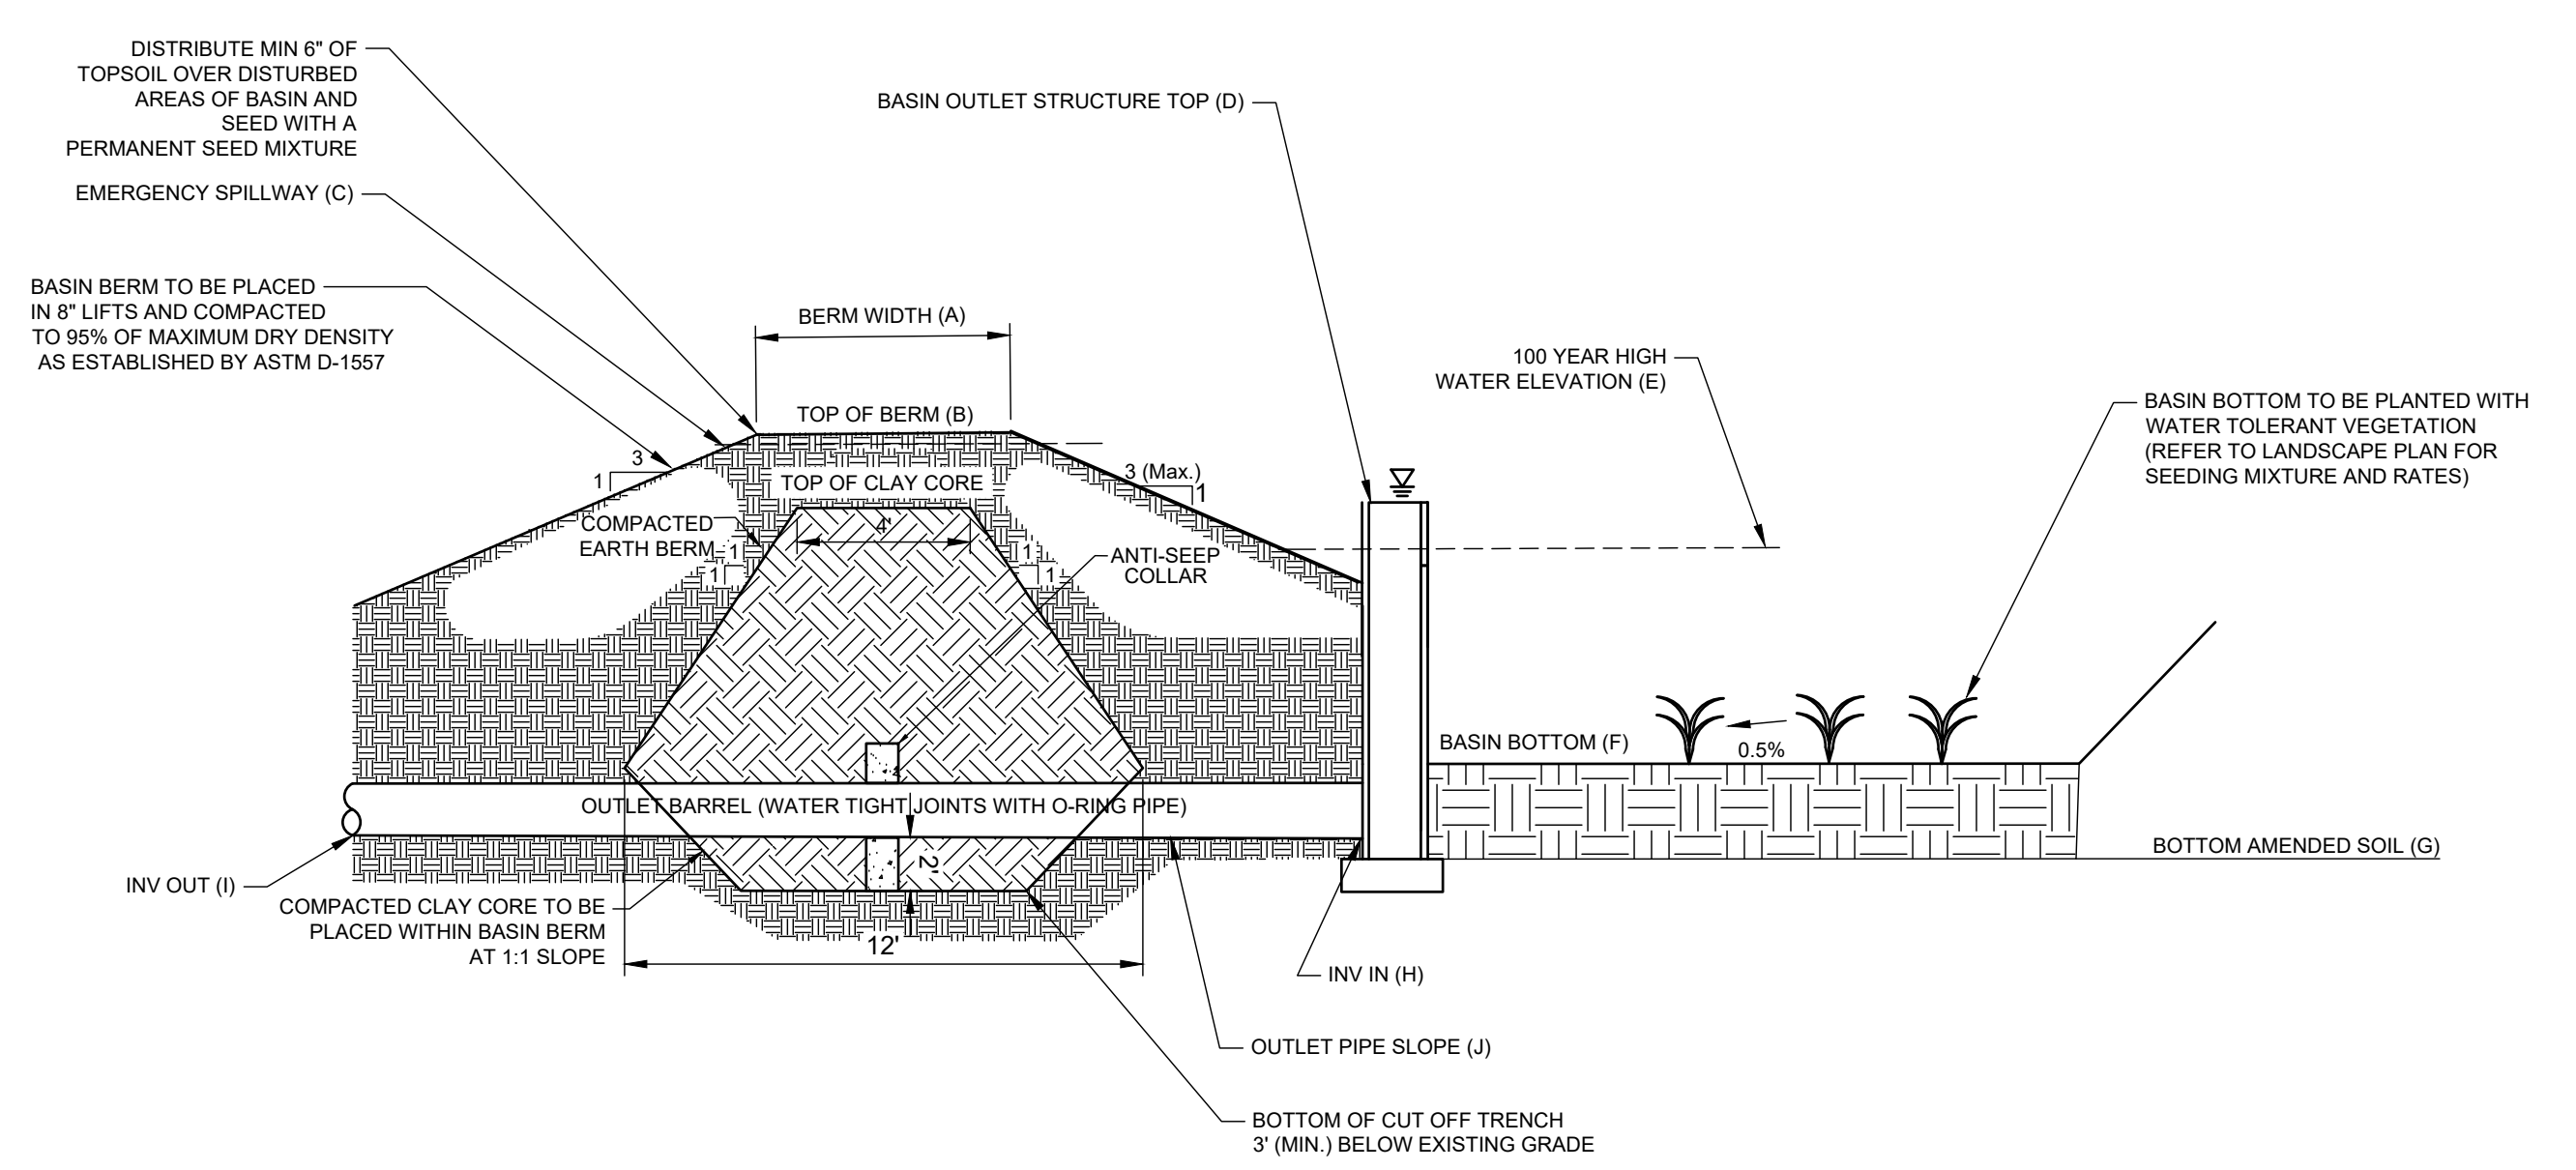 DISTRIBUTE MIN 6" OF
TOPSOIL OVER DISTURBED
AREAS OF BASIN AND
SEED WITH A
PERMANENT SEED MIXTURE
EMERGENCY SPILLWAY (C)
BASIN BERM TO BE PLACED
IN 8" LIFTS AND COMPACTED
TO 95% OF MAXIMUM DRY DENSITY
AS ESTABLISHED BY ASTM D-1557
BASIN OUTLET STRUCTURE TOP (D)
BERM WIDTH (A)
100 YEAR HIGH
WATER ELEVATION (E)
BASIN BOTTOM TO BE PLANTED WITH
WATER TOLERANT VEGETATION
(REFER TO LANDSCAPE PLAN FOR
SEEDING MIXTURE AND RATES)
TOP OF BERM (B)
3
1
TOP OF CLAY CORE
3 (Max.)
1
COMPACTED
EARTH BERM
4'
1
1
1
1
ANTI-SEEP
COLLAR
BASIN BOTTOM (F)
0.5%
OUTLET BARREL (WATER TIGHT JOINTS WITH O-RING PIPE)
BOTTOM AMENDED SOIL (G)
2'
INV OUT (I)
COMPACTED CLAY CORE TO BE
PLACED WITHIN BASIN BERM
AT 1:1 SLOPE
12'
INV IN (H)
OUTLET PIPE SLOPE (J)
BOTTOM OF CUT OFF TRENCH
3' (MIN.) BELOW EXISTING GRADE